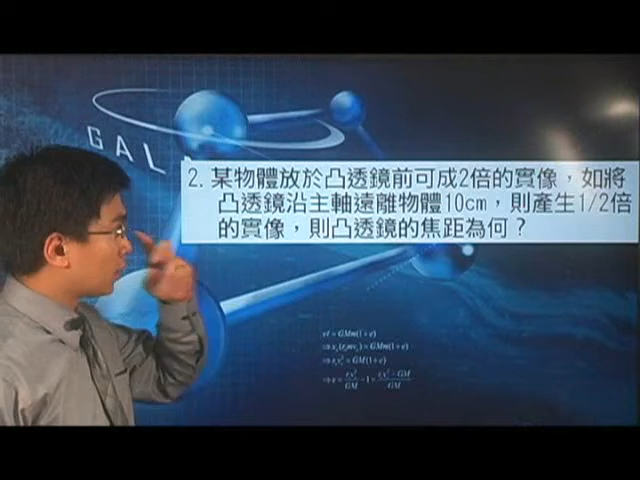 GAL
2. 某物體放於凸透鏡前可成2倍的實像，如將
凸透鏡沿主軸遠離物體10cm，則產生1/2倍
的實像，則凸透鏡的焦距為何？